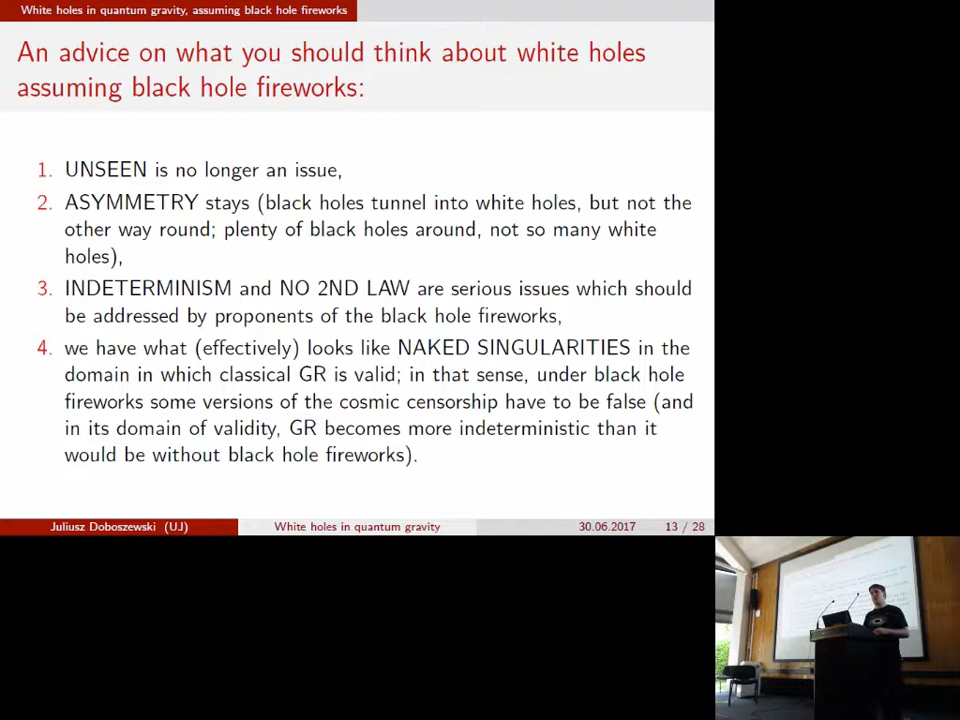 White holes in quantum gravity, assuming black hole fireworks
An advice on what you should think about white holes
assuming black hole fireworks:
1. UNSEEN is no longer an issue,
2. ASYMMETRY stays (black holes tunnel into white holes, but not the
other way round; plenty of black holes around, not so many white
holes),
3. INDETERMINISM and NO 2ND LAW are serious issues which should
be addressed by proponents of the black hole fireworks,
4. we have what (effectively) looks like NAKED SINGULARITIES in the
domain in which classical GR is valid; in that sense, under black hole
fireworks some versions of the cosmic censorship have to be false (and
in its domain of validity, GR becomes more indeterministic than it
would be without black hole fireworks).
Juliusz Doboszewski (UJ) White holes in quantum gravity 30.06.2017 13 / 28